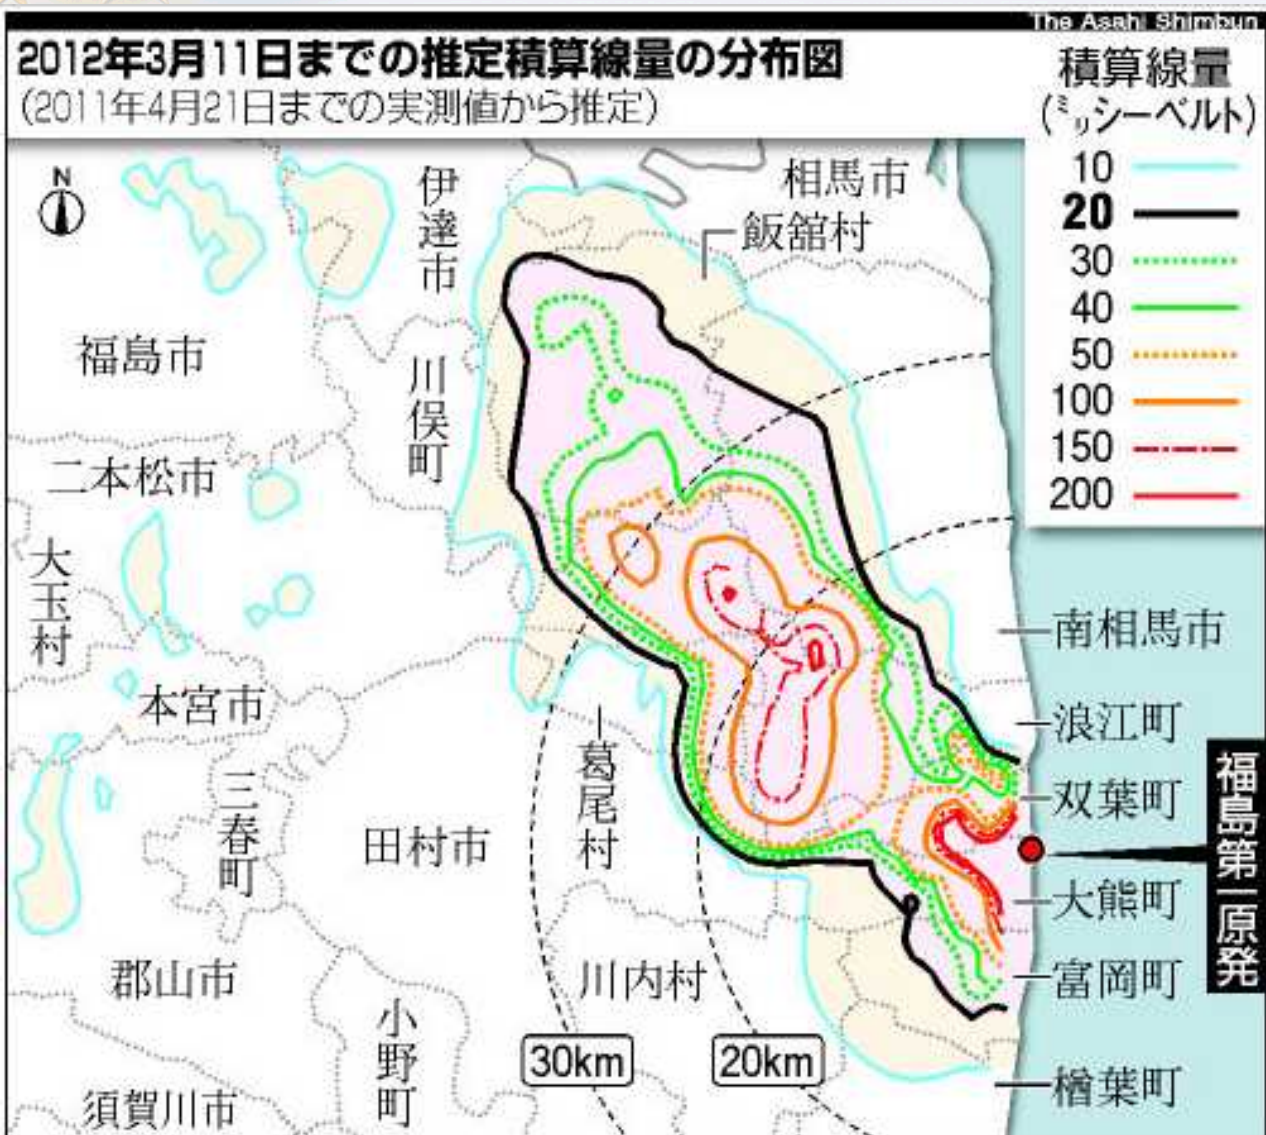 The Asahi Shimbun
2012年3月11日までの推定積算線量の分布図
(2011年4月21日までの実測値から推定)
積算線量
(ミリシーベルト)
10
20
30
40
50
100
150
200
N
伊達市
相馬市
飯舘村
福島市
川俣町
二本松市
大玉村
南相馬市
本宮市
浪江町
葛尾村
三春町
田村市
双葉町
福島第一原発
大熊町
郡山市
川内村
富岡町
小野町
30km
20km
楢葉町
須賀川市